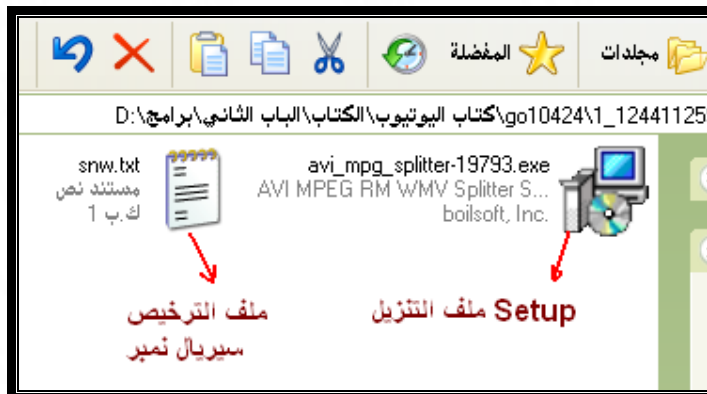 مجلدات
المفضلة
D:\برامج\الباب الثاني\الكتاب\كتاب اليوتيوب\go10424\1_12441125
avi_mpg_splitter-19793.exe
AVI MPEG RM WMV Splitter S...
boilsoft, Inc.
snw.txt
مستند نص
1 ك.ب
Setup ملف التنزيل
ملف الترخيص
سيريال نمبر